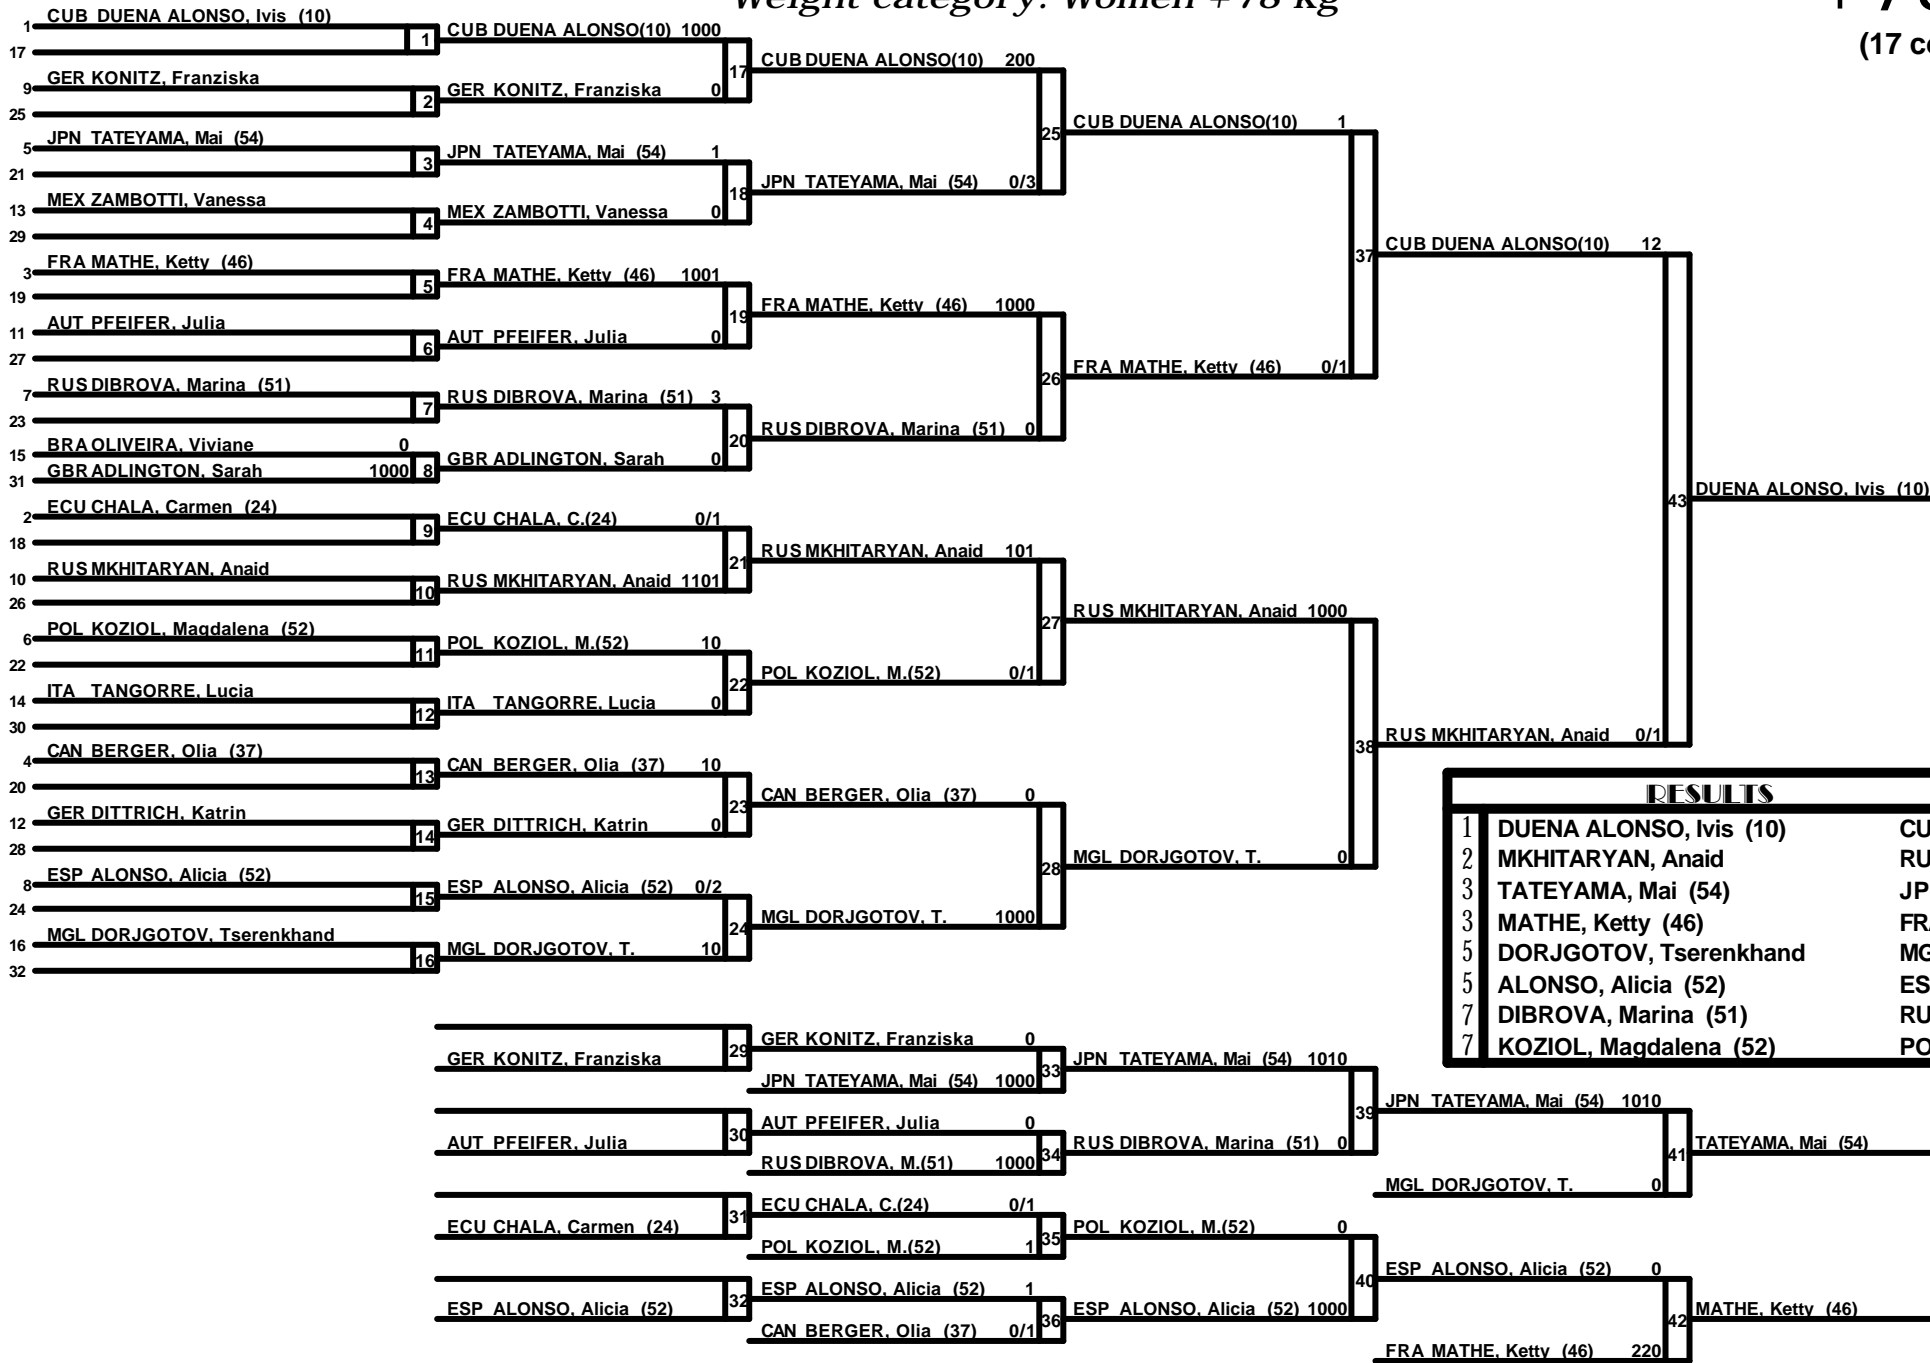 Weight category: Women +78 kg
(17
1 CUB DUENA ALONSO, Ivis (10)
17
1
9 GER KONITZ, Franziska
25
2
5 JPN TATEYAMA, Mai (54)
21
3
13 MEX ZAMBOTTI, Vanessa
29
4
3 FRA MATHE, Ketty (46)
19
5
11 AUT PFEIFER, Julia
27
6
7 RUS DIBROVA, Marina (51)
23
7
15 BRA OLIVEIRA, Viviane 0
31 GBR ADLINGTON, Sarah 1000
8
2 ECU CHALA, Carmen (24)
18
9
10 RUS MKHITARYAN, Anaid
26
10
6 POL KOZIOL, Magdalena (52)
22
11
14 ITA TANGORRE, Lucia
30
12
4 CAN BERGER, Olia (37)
20
13
12 GER DITTRICH, Katrin
28
14
8 ESP ALONSO, Alicia (52)
24
15
16 MGL DORJGOTOV, Tserenkhand
32
16
CUB DUENA ALONSO(10) 1000
17
GER KONITZ, Franziska 0
JPN TATEYAMA, Mai (54) 1
18
MEX ZAMBOTTI, Vanessa 0
FRA MATHE, Ketty (46) 1001
19
AUT PFEIFER, Julia 0
RUS DIBROVA, Marina (51) 3
20
GBR ADLINGTON, Sarah 0
ECU CHALA, C.(24) 0/1
21
RUS MKHITARYAN, Anaid 1101
POL KOZIOL, M.(52) 10
22
ITA TANGORRE, Lucia 0
CAN BERGER, Olia (37) 10
23
GER DITTRICH, Katrin 0
ESP ALONSO, Alicia (52) 0/2
24
MGL DORJGOTOV, T. 10
CUB DUENA ALONSO(10) 200
25
JPN TATEYAMA, Mai (54) 0/3
FRA MATHE, Ketty (46) 1000
26
RUS DIBROVA, Marina (51) 0
RUS MKHITARYAN, Anaid 101
27
POL KOZIOL, M.(52) 0/1
CAN BERGER, Olia (37) 0
28
MGL DORJGOTOV, T. 1000
CUB DUENA ALONSO(10) 1
37
FRA MATHE, Ketty (46) 0/1
RUS MKHITARYAN, Anaid 1000
38
MGL DORJGOTOV, T. 0
CUB DUENA ALONSO(10) 12
43
RUS MKHITARYAN, Anaid 0/1
DUENA ALONSO, Ivis (10)
RESULTS
1 DUENA ALONSO, Ivis (10) CU
2 MKHITARYAN, Anaid RU
3 TATEYAMA, Mai (54) JP
3 MATHE, Ketty (46) FR
5 DORJGOTOV, Tserenkhand MG
5 ALONSO, Alicia (52) ES
7 DIBROVA, Marina (51) RU
7 KOZIOL, Magdalena (52) PO
GER KONITZ, Franziska
29
AUT PFEIFER, Julia
30
ECU CHALA, Carmen (24)
31
ESP ALONSO, Alicia (52)
32
GER KONITZ, Franziska 0
33
JPN TATEYAMA, Mai (54) 1000
AUT PFEIFER, Julia 0
34
RUS DIBROVA, M.(51) 1000
ECU CHALA, C.(24) 0/1
35
POL KOZIOL, M.(52) 1
ESP ALONSO, Alicia (52) 1
36
CAN BERGER, Olia (37) 0/1
JPN TATEYAMA, Mai (54) 1010
39
RUS DIBROVA, Marina (51) 0
POL KOZIOL, M.(52) 0
40
ESP ALONSO, Alicia (52) 1000
JPN TATEYAMA, Mai (54) 1010
41
MGL DORJGOTOV, T. 0
ESP ALONSO, Alicia (52) 0
42
FRA MATHE, Ketty (46) 220
TATEYAMA, Mai (54)
MATHE, Ketty (46)